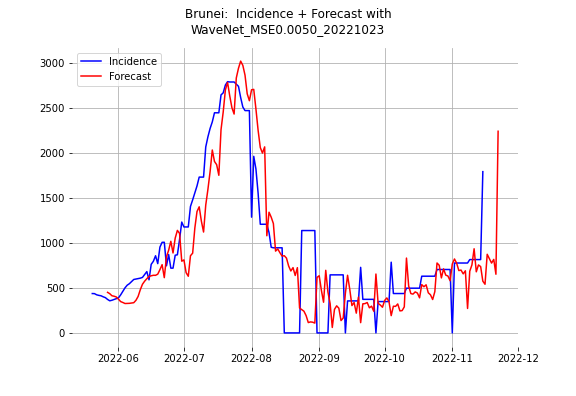 Brunei:  Incidence + Forecast with
WaveNet_MSE0.0050_20221023
Incidence
Forecast
3000
2500
2000
1500
1000
500
0
2022-06 2022-07 2022-08 2022-09 2022-10 2022-11 2022-12